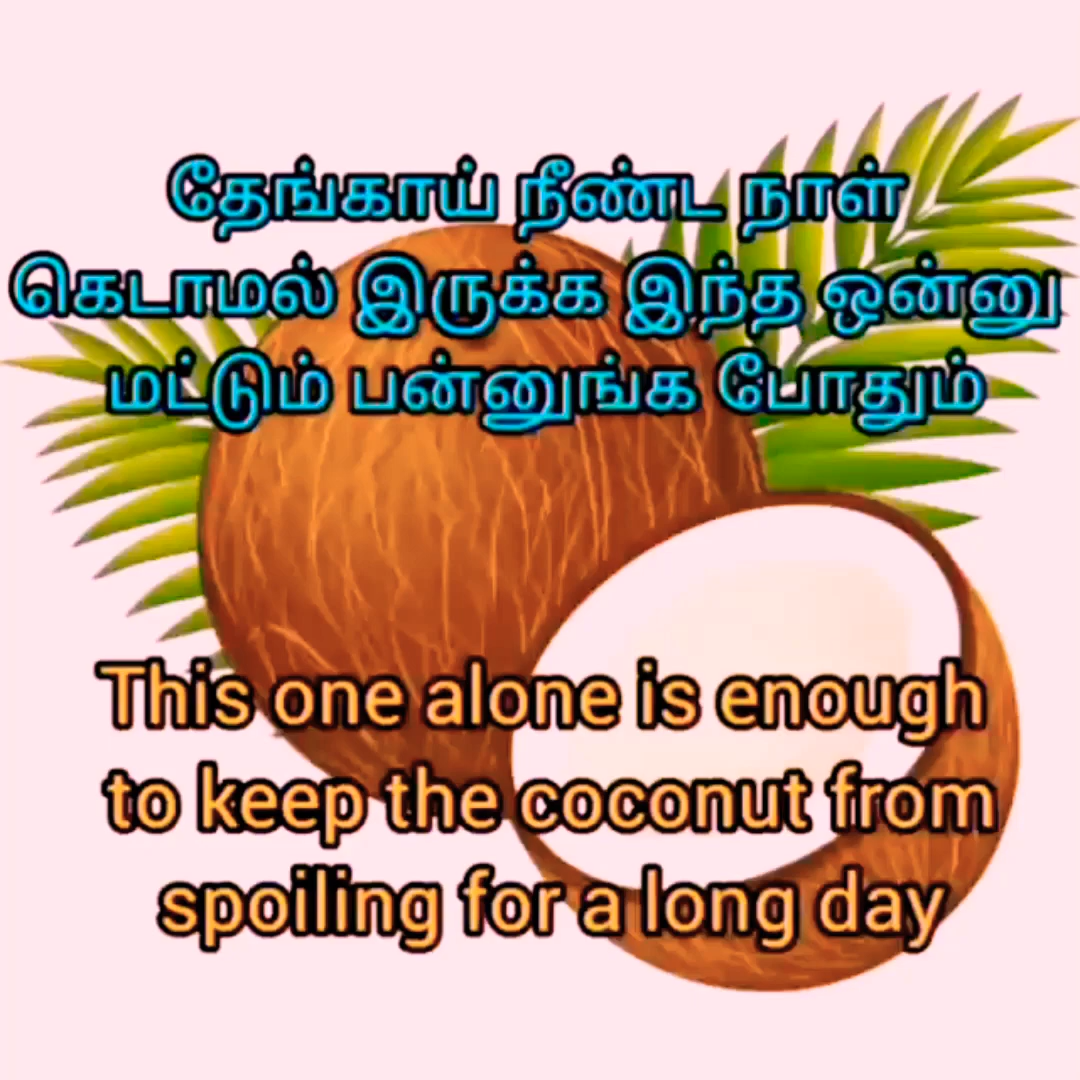 தேங்காய் நீண்ட நாள்
கெடாமல் இருக்க இந்த ஒன்னு
மட்டும் பன்னுங்க போதும்
This one alone is enough
to keep the coconut from
spoiling for a long day